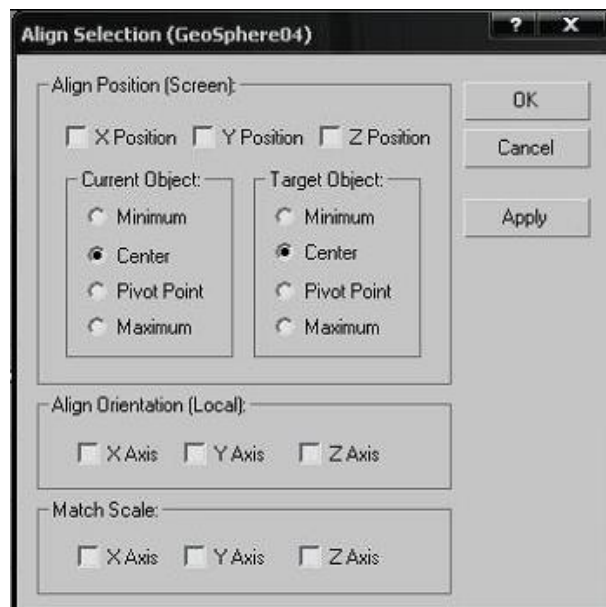 Align Selection (GeoSphere04)
? X
Align Position (Screen):
X Position Y Position Z Position
Current Object:
Minimum
Center
Pivot Point
Maximum
Target Object:
Minimum
Center
Pivot Point
Maximum
OK
Cancel
Apply
Align Orientation (Local):
X Axis Y Axis Z Axis
Match Scale:
X Axis Y Axis Z Axis